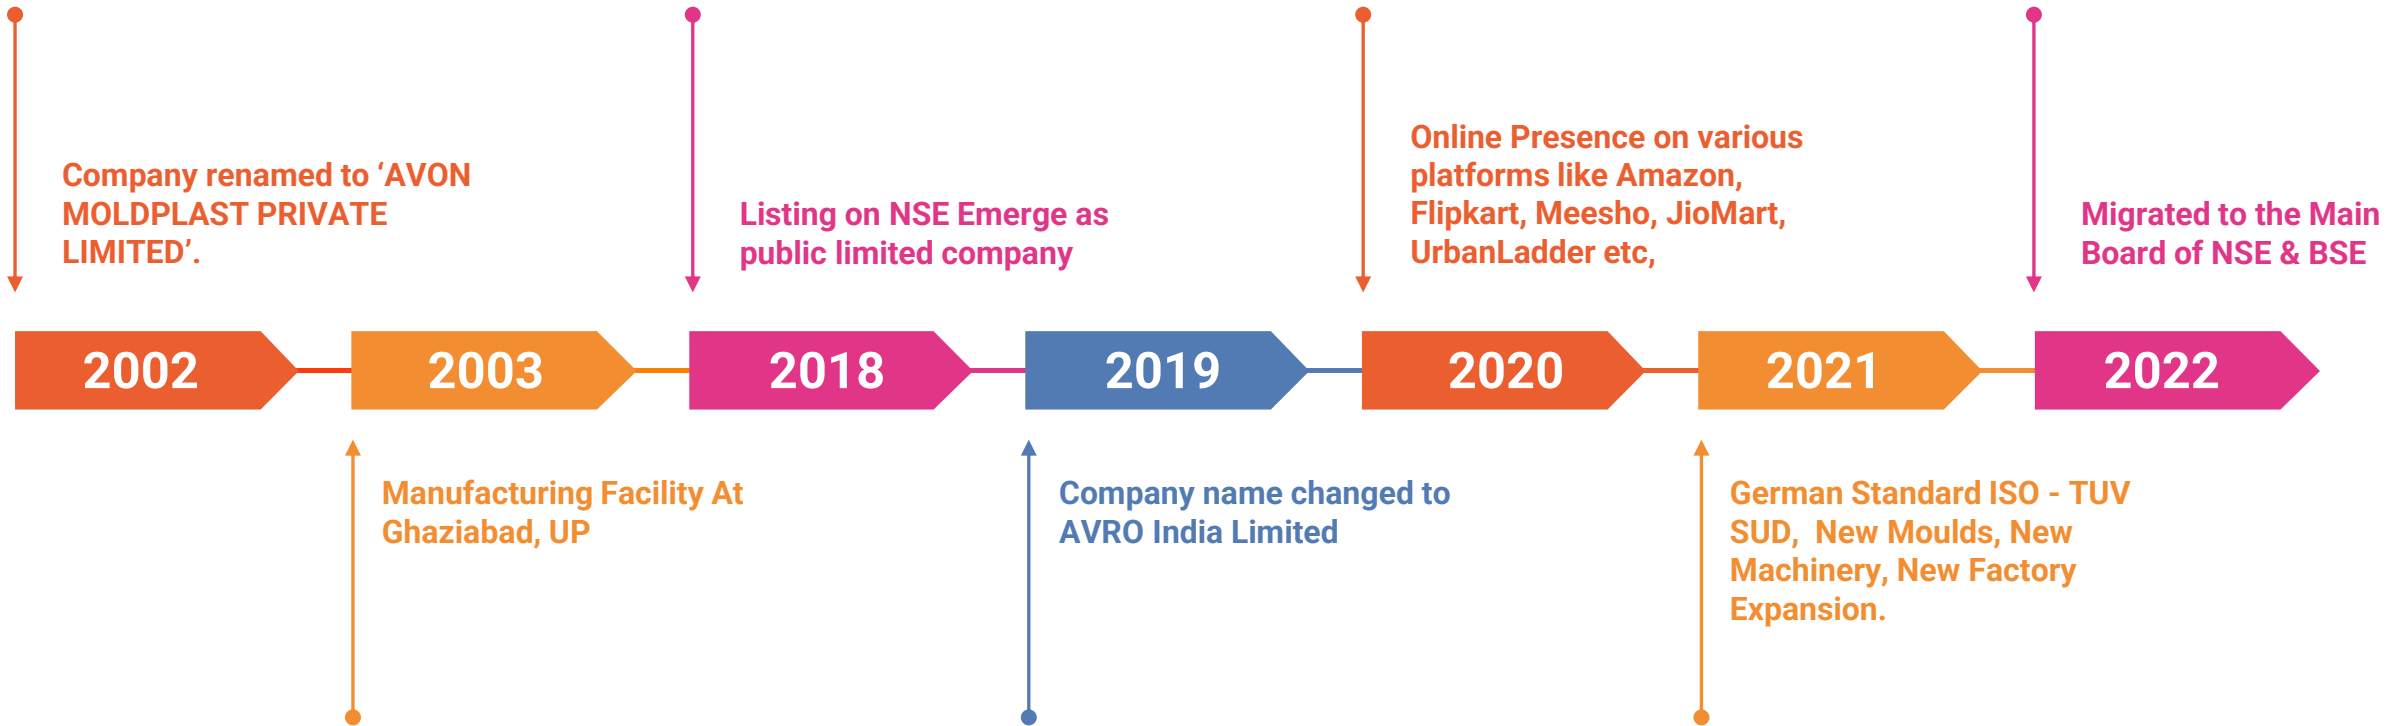 Company renamed to ‘AVON
MOLDPLAST PRIVATE
LIMITED’.
Listing on NSE Emerge as
public limited company
Online Presence on various
platforms like Amazon,
Flipkart, Meesho, JioMart,
UrbanLadder etc,
Migrated to the Main
Board of NSE & BSE
2002
2003
2018
2019
2020
2021
2022
Manufacturing Facility At
Ghaziabad, UP
Company name changed to
AVRO India Limited
German Standard ISO - TUV
SUD,  New Moulds, New
Machinery, New Factory
Expansion.